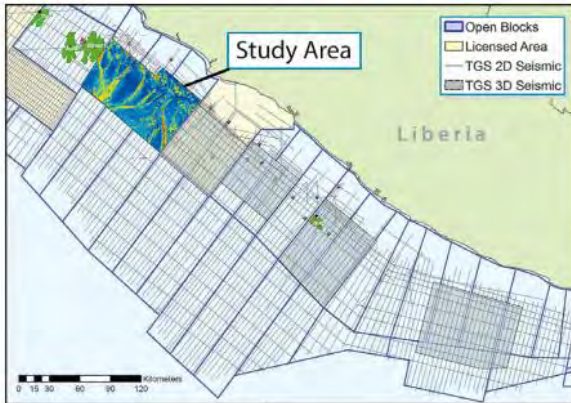 Study Area
Open Blocks
Licensed Area
TGS 2D Seismic
TGS 3D Seismic
Liberia
Kilometers
0 15 30 60 90 120